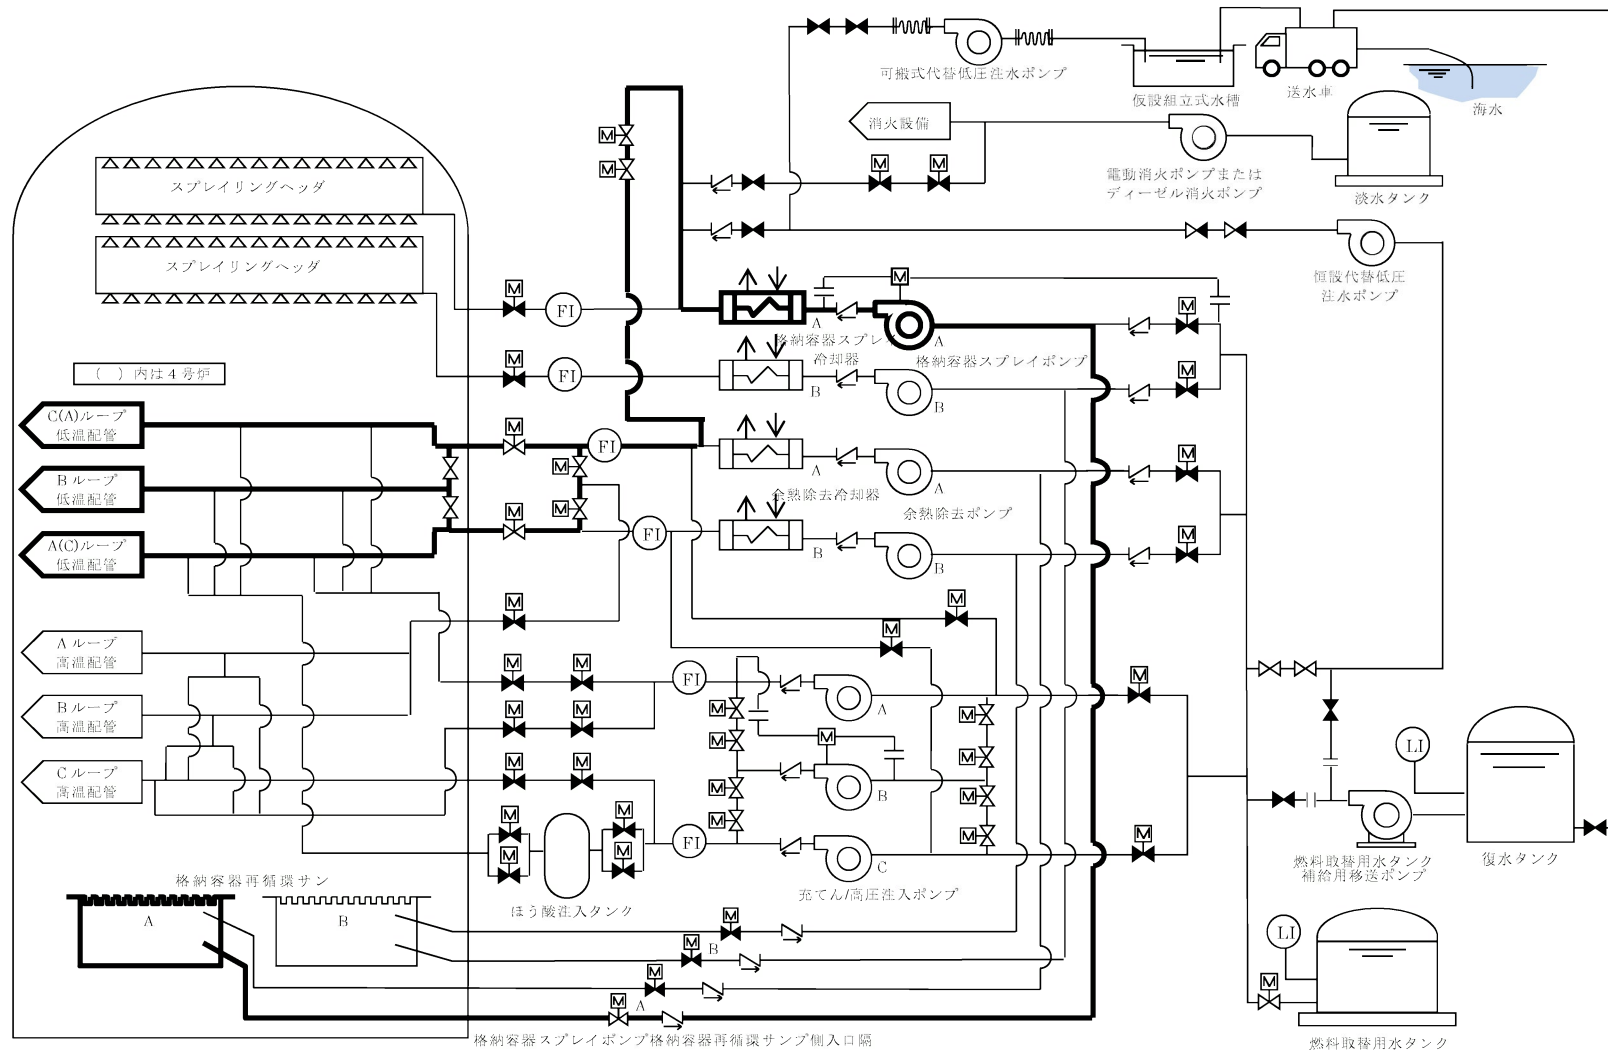 可搬式代替低圧注水ポンプ
仮設組立式水槽
送水車
海水
消火設備
M
M
電動消火ポンプまたは
ディーゼル消火ポンプ
淡水タンク
M
M
スプレイリングヘッダ
スプレイリングヘッダ
恒設代替低圧
注水ポンプ
M
FI
M
A
格納容器スプレイ
冷却器
A
格納容器スプレイポンプ
M
( )内は4号炉
M
FI
B
B
M
C(A)ループ
低温配管
M
FI
M
A
余熱除去冷却器
A
余熱除去ポンプ
M
Bループ
低温配管
M
M
FI
B
B
M
A(C)ループ
低温配管
M
M
M
Aループ
高温配管
M
M
FI
A
M
M
Bループ
高温配管
M
M
M
M
M
M
LI
Cループ
高温配管
M
M
M
B
M
M
M
M
M
FI
M
M
M
C
充てん/高圧注入ポンプ
ほう酸注入タンク
燃料取替用水タンク
補給用移送ポンプ
復水タンク
格納容器再循環サン
A
B
M
M
B
M
M
A
LI
M
格納容器スプレイポンプ格納容器再循環サンプ側入口隔
燃料取替用水タンク